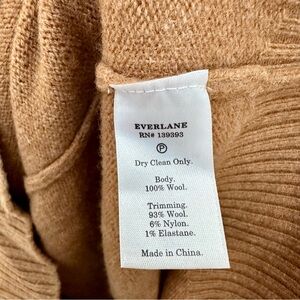 EVERLANE
RN# 139393
P
Dry Clean Only.
Body.
100% Wool.
Trimming.
93% Wool.
6% Nylon.
1% Elastane.
Made in China.